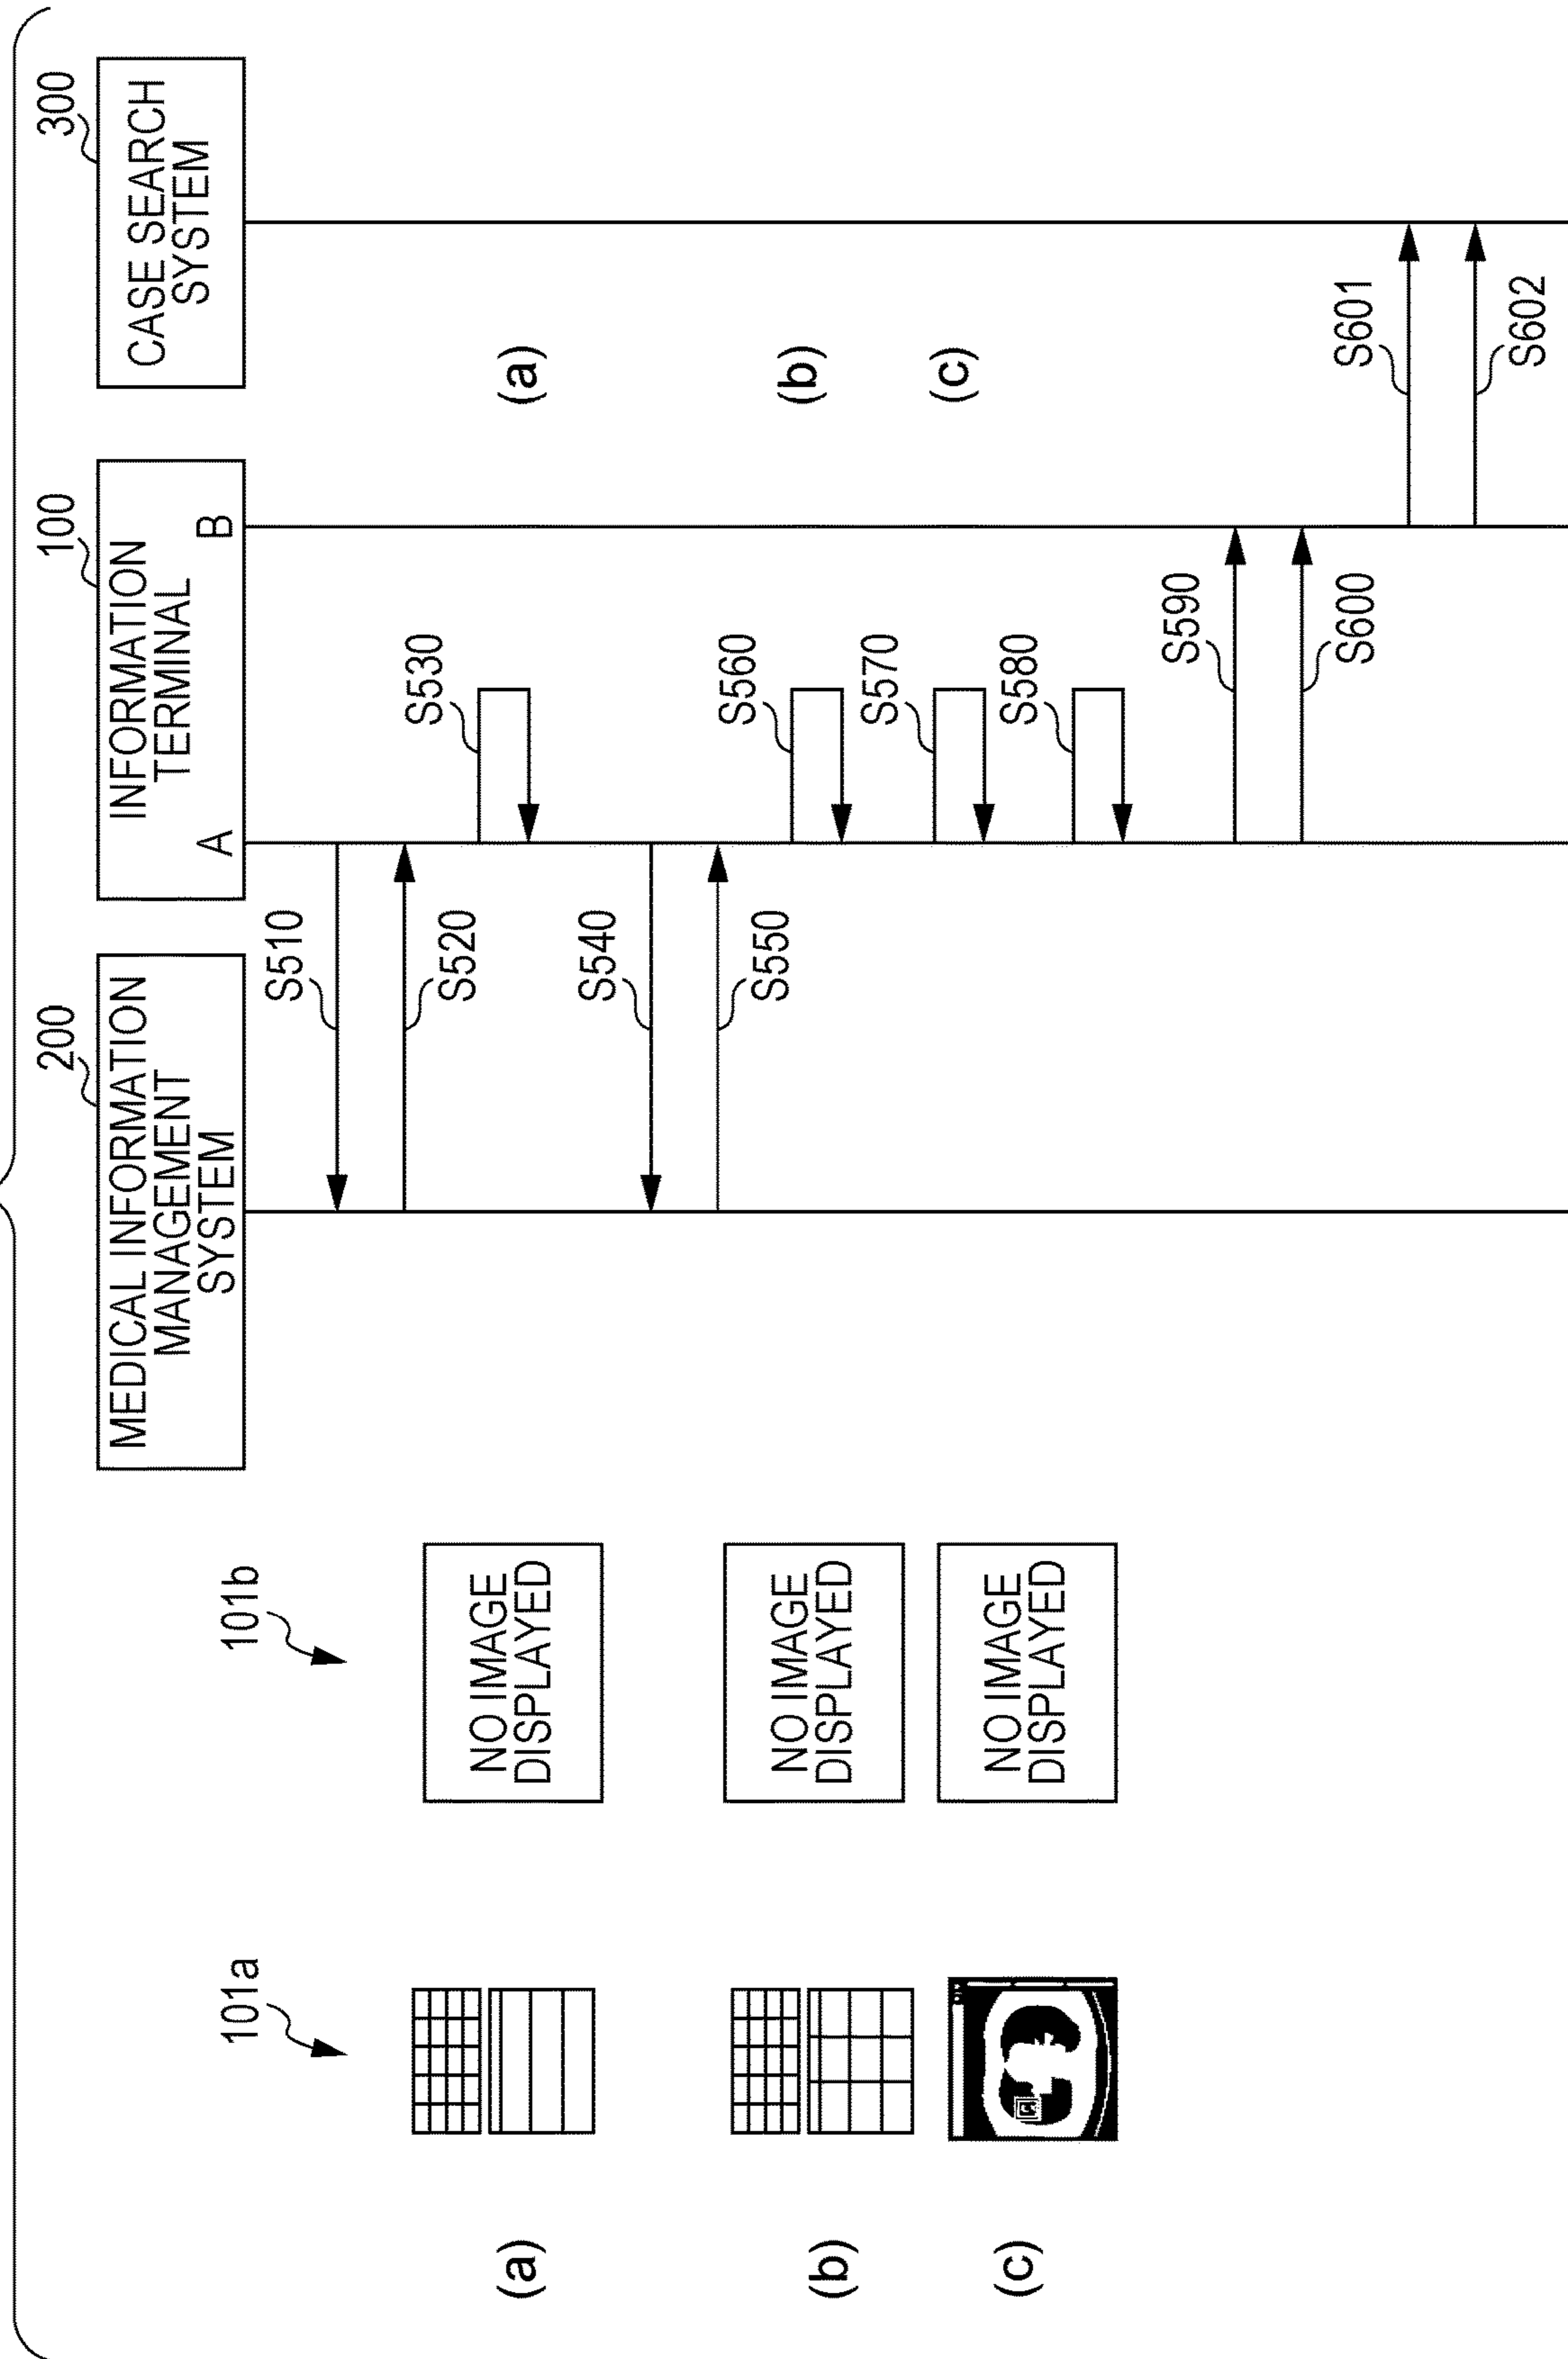 200
MEDICAL INFORMATION
MANAGEMENT
SYSTEM
100
INFORMATION
TERMINAL
A
B
300
CASE SEARCH
SYSTEM
101a
101b
S510
S520
(a)
NO IMAGE
DISPLAYED
S530
(a)
S540
S550
(b)
NO IMAGE
DISPLAYED
S560
(b)
(c)
NO IMAGE
DISPLAYED
S570
(c)
S580
S590
S600
S601
S602